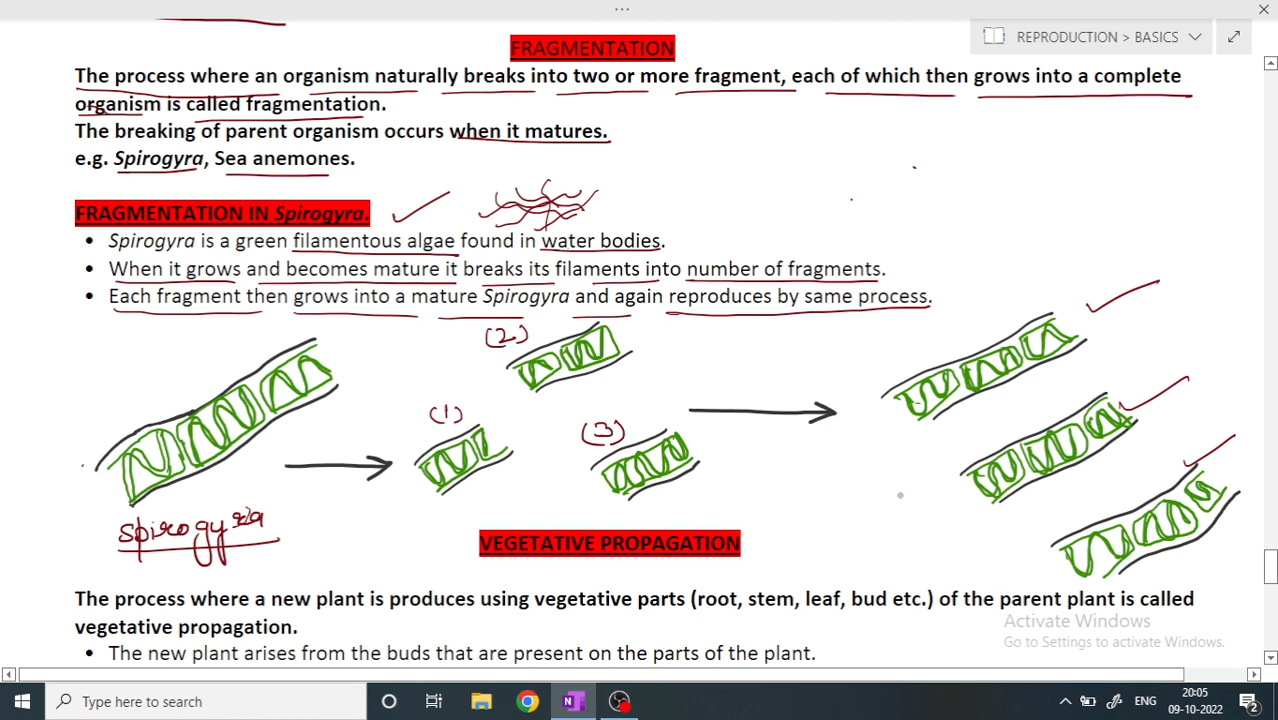 REPRODUCTION > BASICS
FRAGMENTATION
The process where an organism naturally breaks into two or more fragment, each of which then grows into a complete
organism is called fragmentation.
The breaking of parent organism occurs when it matures.
e.g. Spirogyra, Sea anemones.
FRAGMENTATION IN Spirogyra.
• Spirogyra is a green filamentous algae found in water bodies.
• When it grows and becomes mature it breaks its filaments into number of fragments.
• Each fragment then grows into a mature Spirogyra and again reproduces by same process.
(2)
(1)
(3)
spirogyra
VEGETATIVE PROPAGATION
The process where a new plant is produces using vegetative parts (root, stem, leaf, bud etc.) of the parent plant is called
vegetative propagation.
• The new plant arises from the buds that are present on the parts of the plant.
Activate Windows
Go to Settings to activate Windows.
Type here to search
ENG
20:05
09-10-2022
2